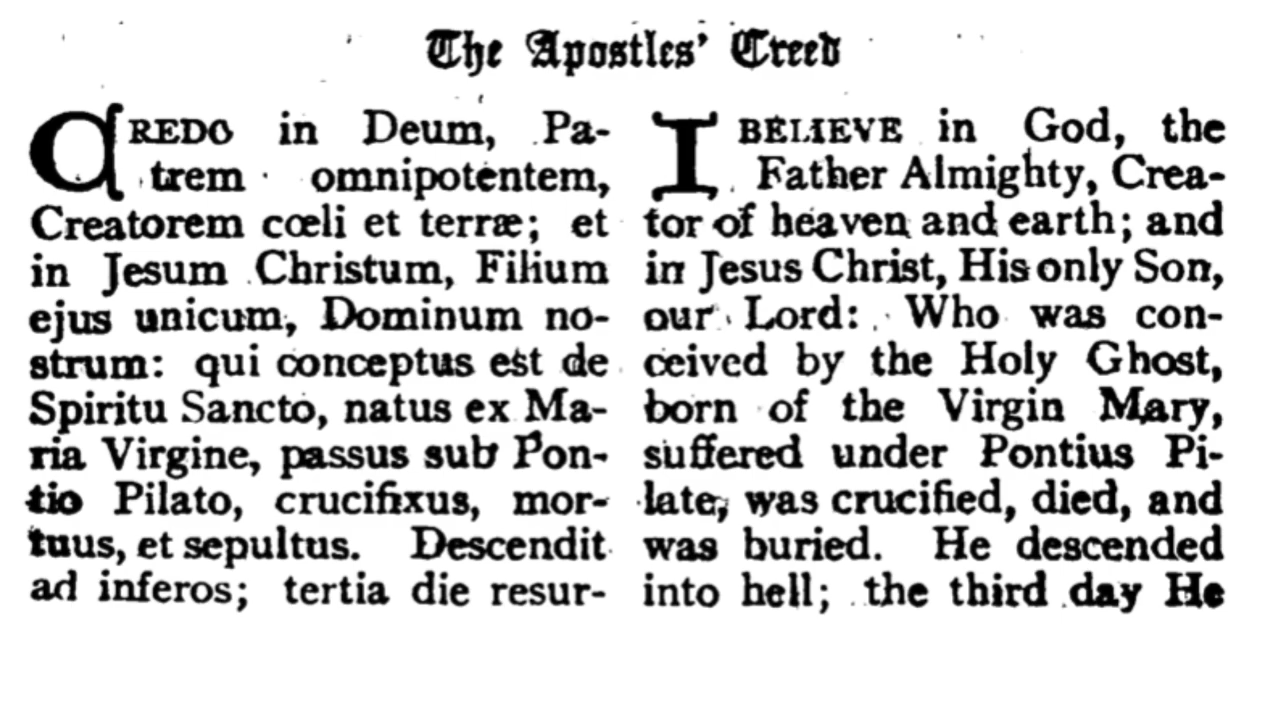 The Apostles' Creed
CREDO in Deum, Pa-
trem omnipotentem,
Creatorem cœli et terræ; et
in Jesum Christum, Filium
ejus unicum, Dominum no-
strum: qui conceptus est de
Spiritu Sancto, natus ex Ma-
ria Virgine, passus sub Pon-
tio Pilato, crucifixus, mor-
tuus, et sepultus. Descendit
ad inferos; tertia die resur-
I BELIEVE in God, the
Father Almighty, Crea-
tor of heaven and earth; and
in Jesus Christ, His only Son,
our Lord: Who was con-
ceived by the Holy Ghost,
born of the Virgin Mary,
suffered under Pontius Pi-
late, was crucified, died, and
was buried. He descended
into hell; the third day He